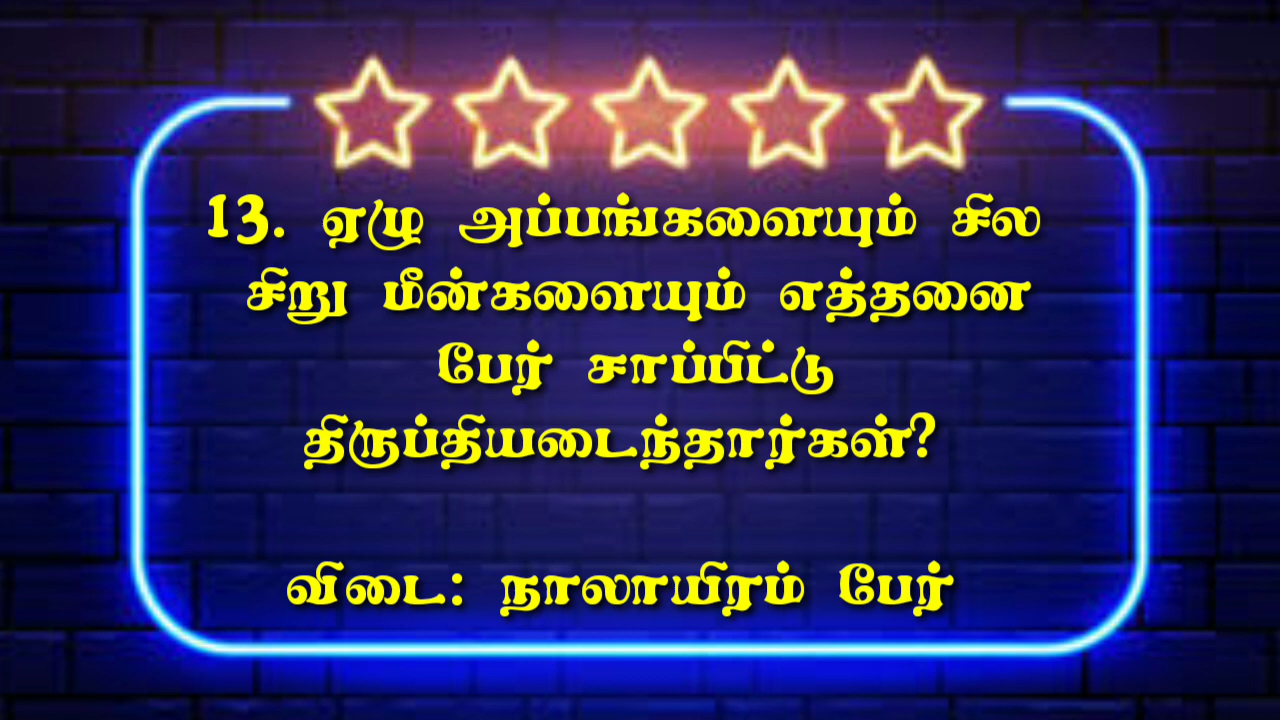 13. ஏழு அப்பங்களையும் சில
சிறு மீன்களையும் எத்தனை
பேர் சாப்பிட்டு
திருப்தியடைந்தார்கள்?
விடை: நாலாயிரம் பேர்